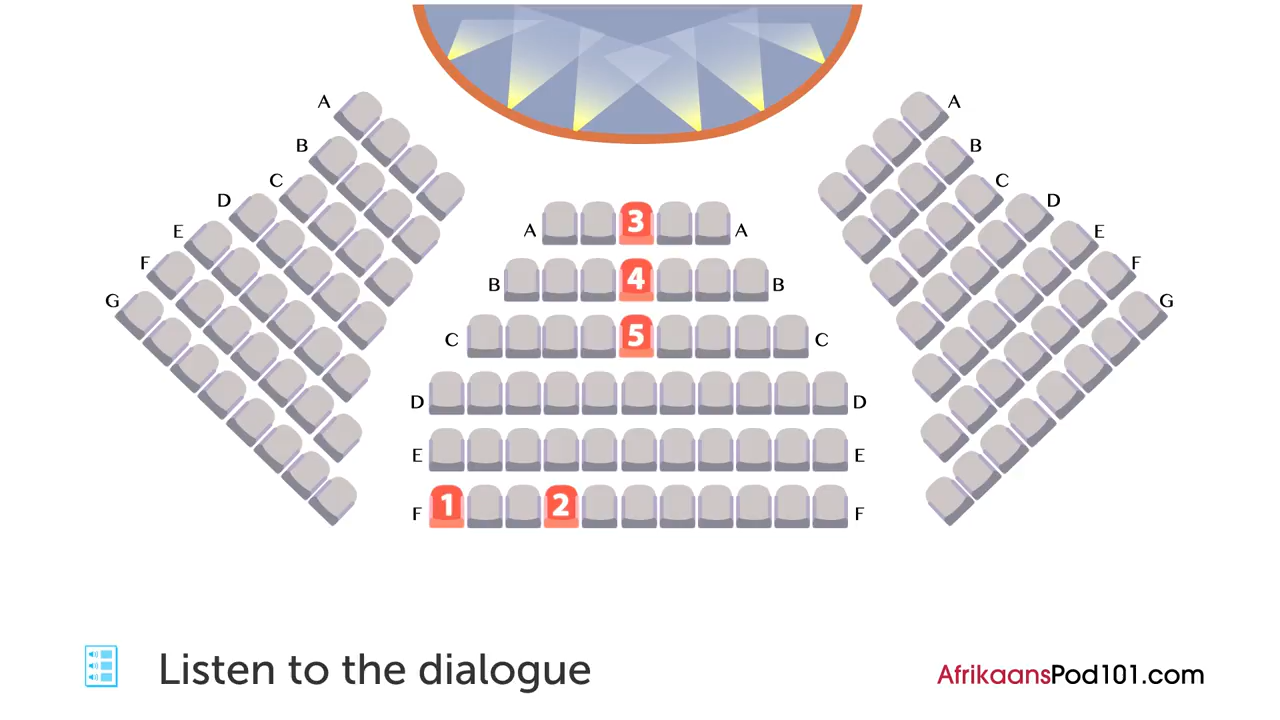 A
B
C
D
E
F
G
A
B
C
D
E
F
G
A 3 A
B 4 B
C 5 C
D D
E E
F 1 2 F
Listen to the dialogue
AfrikaansPod101.com